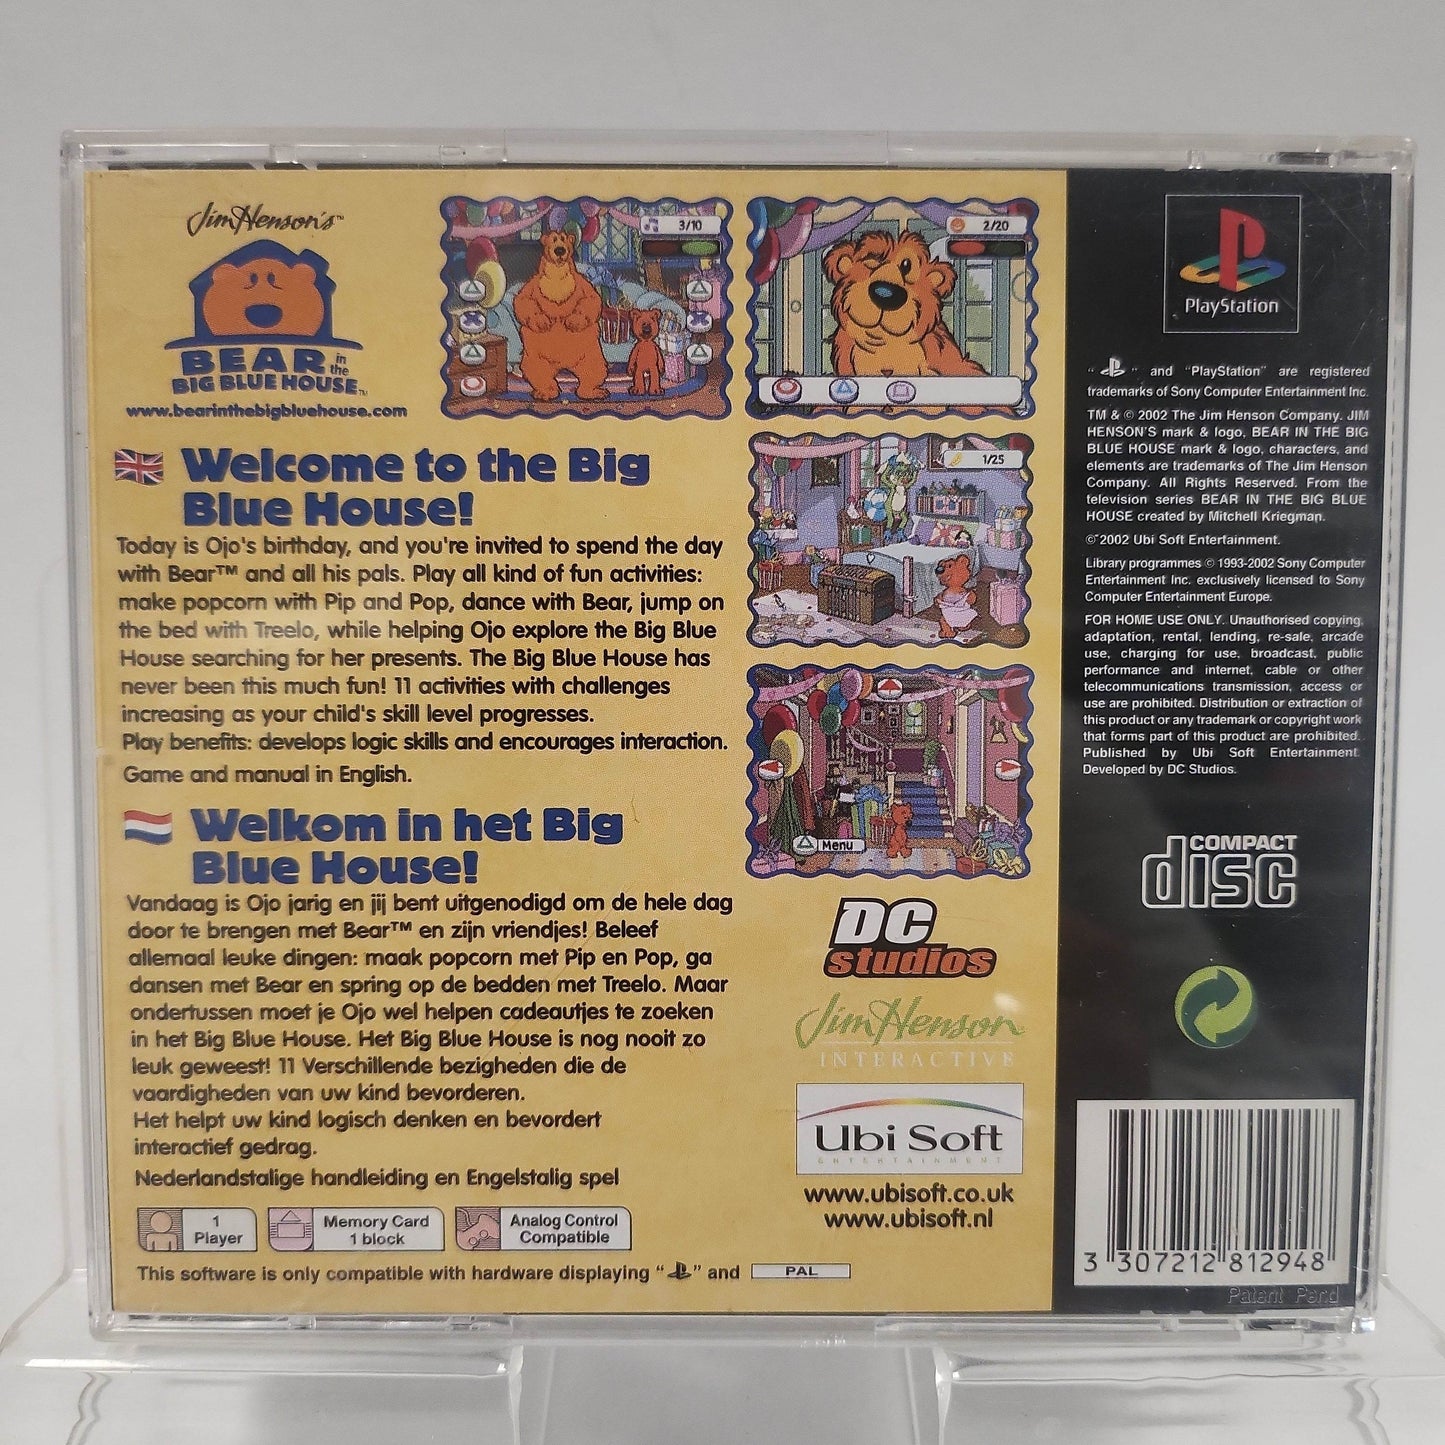 Jim Henson's™
BEAR in the
BIG BLUE HOUSE™
www.bearinthebigbluehouse.com
3/10
2/20
1/25
Menu
Welcome to the Big
Blue House!
Today is Ojo's birthday, and you're invited to spend the day
with Bear™ and all his pals. Play all kind of fun activities:
make popcorn with Pip and Pop, dance with Bear, jump on
the bed with Treelo, while helping Ojo explore the Big Blue
House searching for her presents. The Big Blue House has
never been this much fun! 11 activities with challenges
increasing as your child's skill level progresses.
Play benefits: develops logic skills and encourages interaction.
Game and manual in English.
Welkom in het Big
Blue House!
Vandaag is Ojo jarig en jij bent uitgenodigd om de hele dag
door te brengen met Bear™ en zijn vriendjes! Beleef
allemaal leuke dingen: maak popcorn met Pip en Pop, ga
dansen met Bear en spring op de bedden met Treelo. Maar
ondertussen moet je Ojo wel helpen cadeautjes te zoeken
in het Big Blue House. Het Big Blue House is nog nooit zo
leuk geweest! 11 Verschillende bezigheden die de
vaardigheden van uw kind bevorderen.
Het helpt uw kind logisch denken en bevordert
interactief gedrag.
Nederlandstalige handleiding en Engelstalig spel
1
Player
Memory Card
1 block
Analog Control
Compatible
This software is only compatible with hardware displaying " " and PAL
DC
studios
Jim Henson
INTERACTIVE
Ubi Soft
ENTERTAINMENT
www.ubisoft.co.uk
www.ubisoft.nl
PlayStation
" " and "PlayStation" are registered
trademarks of Sony Computer Entertainment Inc.
TM & © 2002 The Jim Henson Company. JIM
HENSON'S mark & logo, BEAR IN THE BIG
BLUE HOUSE mark & logo, characters, and
elements are trademarks of The Jim Henson
Company. All Rights Reserved. From the
television series BEAR IN THE BIG BLUE
HOUSE created by Mitchell Kriegman.
© 2002 Ubi Soft Entertainment.
Library programmes © 1993-2002 Sony Computer
Entertainment Inc. exclusively licensed to Sony
Computer Entertainment Europe.
FOR HOME USE ONLY. Unauthorised copying,
adaptation, rental, lending, re-sale, arcade
use, charging for use, broadcast, public
performance and internet, cable or other
telecommunications transmission, access or
use are prohibited. Distribution or extraction of
this product or any trademark or copyright work
that forms part of this product are prohibited.
Published by Ubi Soft Entertainment.
Developed by DC Studios.
COMPACT
disc
3 307212 812948
Patent Pend